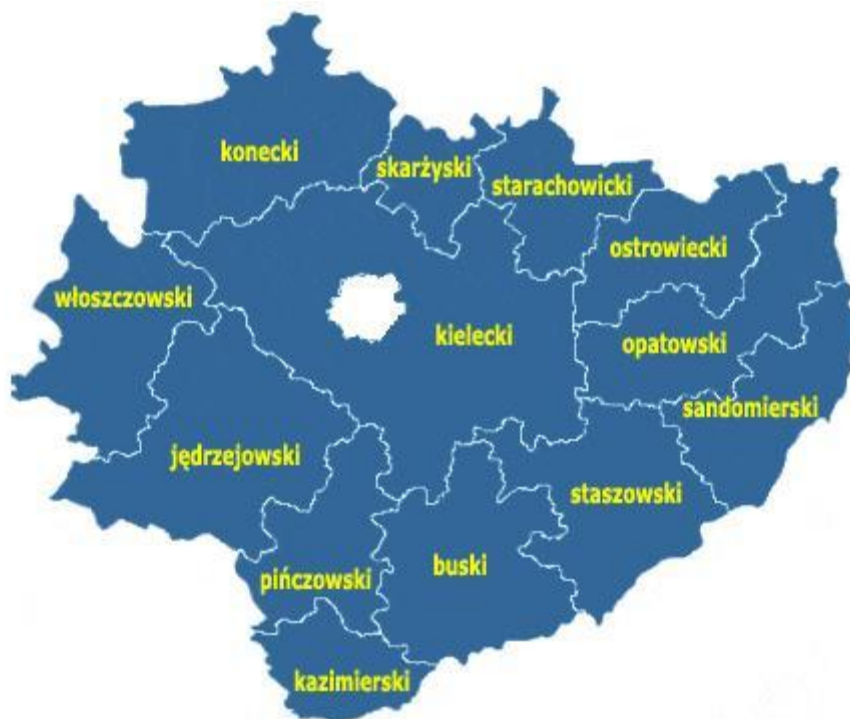 konecki
skarżyski
starachowicki
ostrowiecki
włoszczowski
kielecki
opatowski
sandomierski
jędrzejowski
staszowski
pińczowski
buski
kazimierski